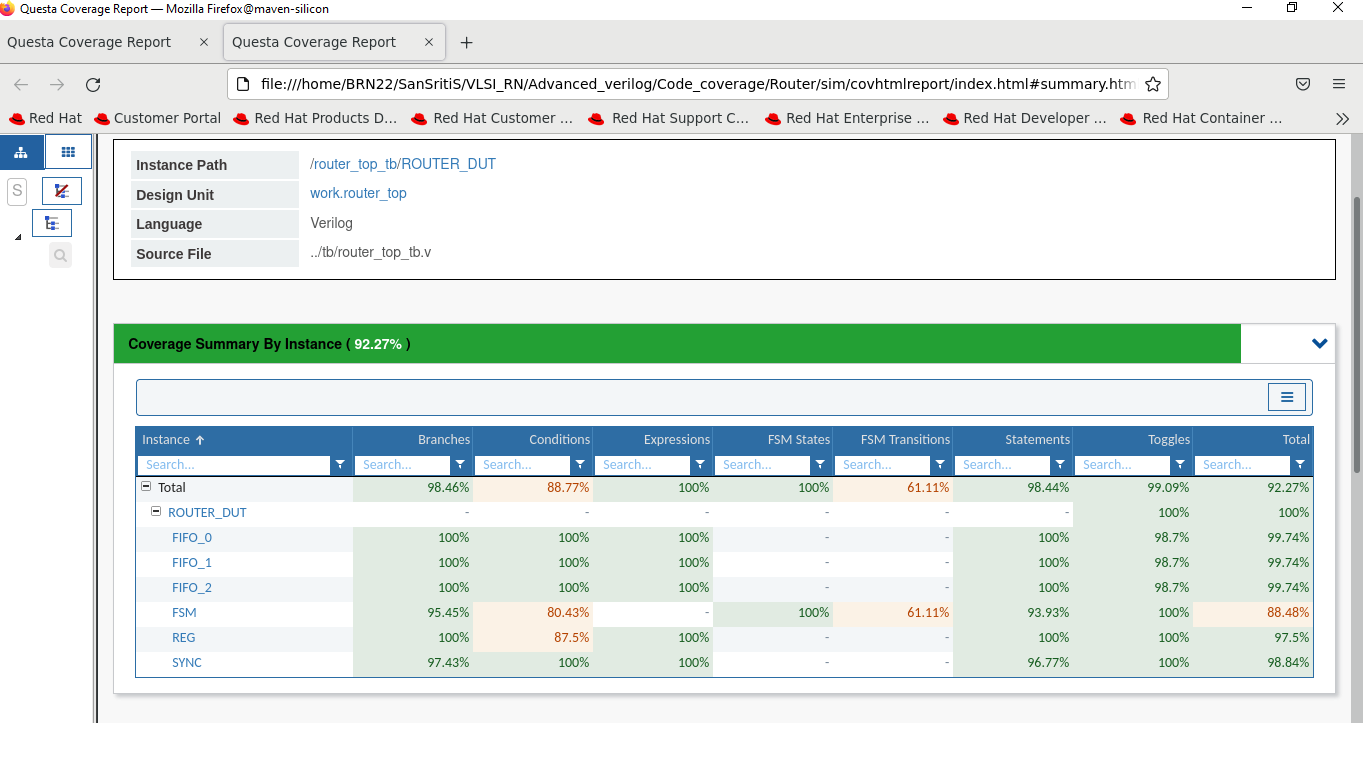 Questa Coverage Report — Mozilla Firefox@maven-silicon
Questa Coverage Report × Questa Coverage Report × +
file:///home/BRN22/SanSritiS/VLSI_RN/Advanced_verilog/Code_coverage/Router/sim/covhtmlreport/index.html#summary.htm
Red Hat Customer Portal Red Hat Products D… Red Hat Customer … Red Hat Support C… Red Hat Enterprise … Red Hat Developer … Red Hat Container …
S
Instance Path /router_top_tb/ROUTER_DUT
Design Unit work.router_top
Language Verilog
Source File ../tb/router_top_tb.v
Coverage Summary By Instance ( 92.27% )
Instance Branches Conditions Expressions FSM States FSM Transitions Statements Toggles Total
Search... Search... Search... Search... Search... Search... Search... Search... Search...
Total 98.46% 88.77% 100% 100% 61.11% 98.44% 99.09% 92.27%
ROUTER_DUT - - - - - - 100% 100%
FIFO_0 100% 100% 100% - - 100% 98.7% 99.74%
FIFO_1 100% 100% 100% - - 100% 98.7% 99.74%
FIFO_2 100% 100% 100% - - 100% 98.7% 99.74%
FSM 95.45% 80.43% - 100% 61.11% 93.93% 100% 88.48%
REG 100% 87.5% 100% - - 100% 100% 97.5%
SYNC 97.43% 100% 100% - - 96.77% 100% 98.84%